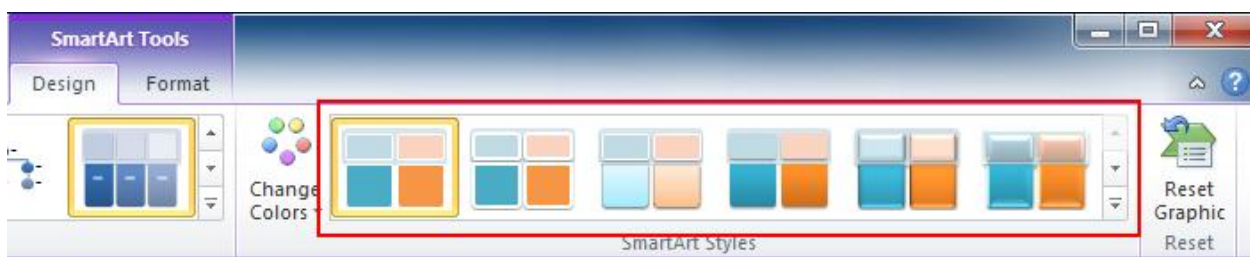 SmartArt Tools
Design Format
Change
Colors
SmartArt Styles
Reset
Graphic
Reset